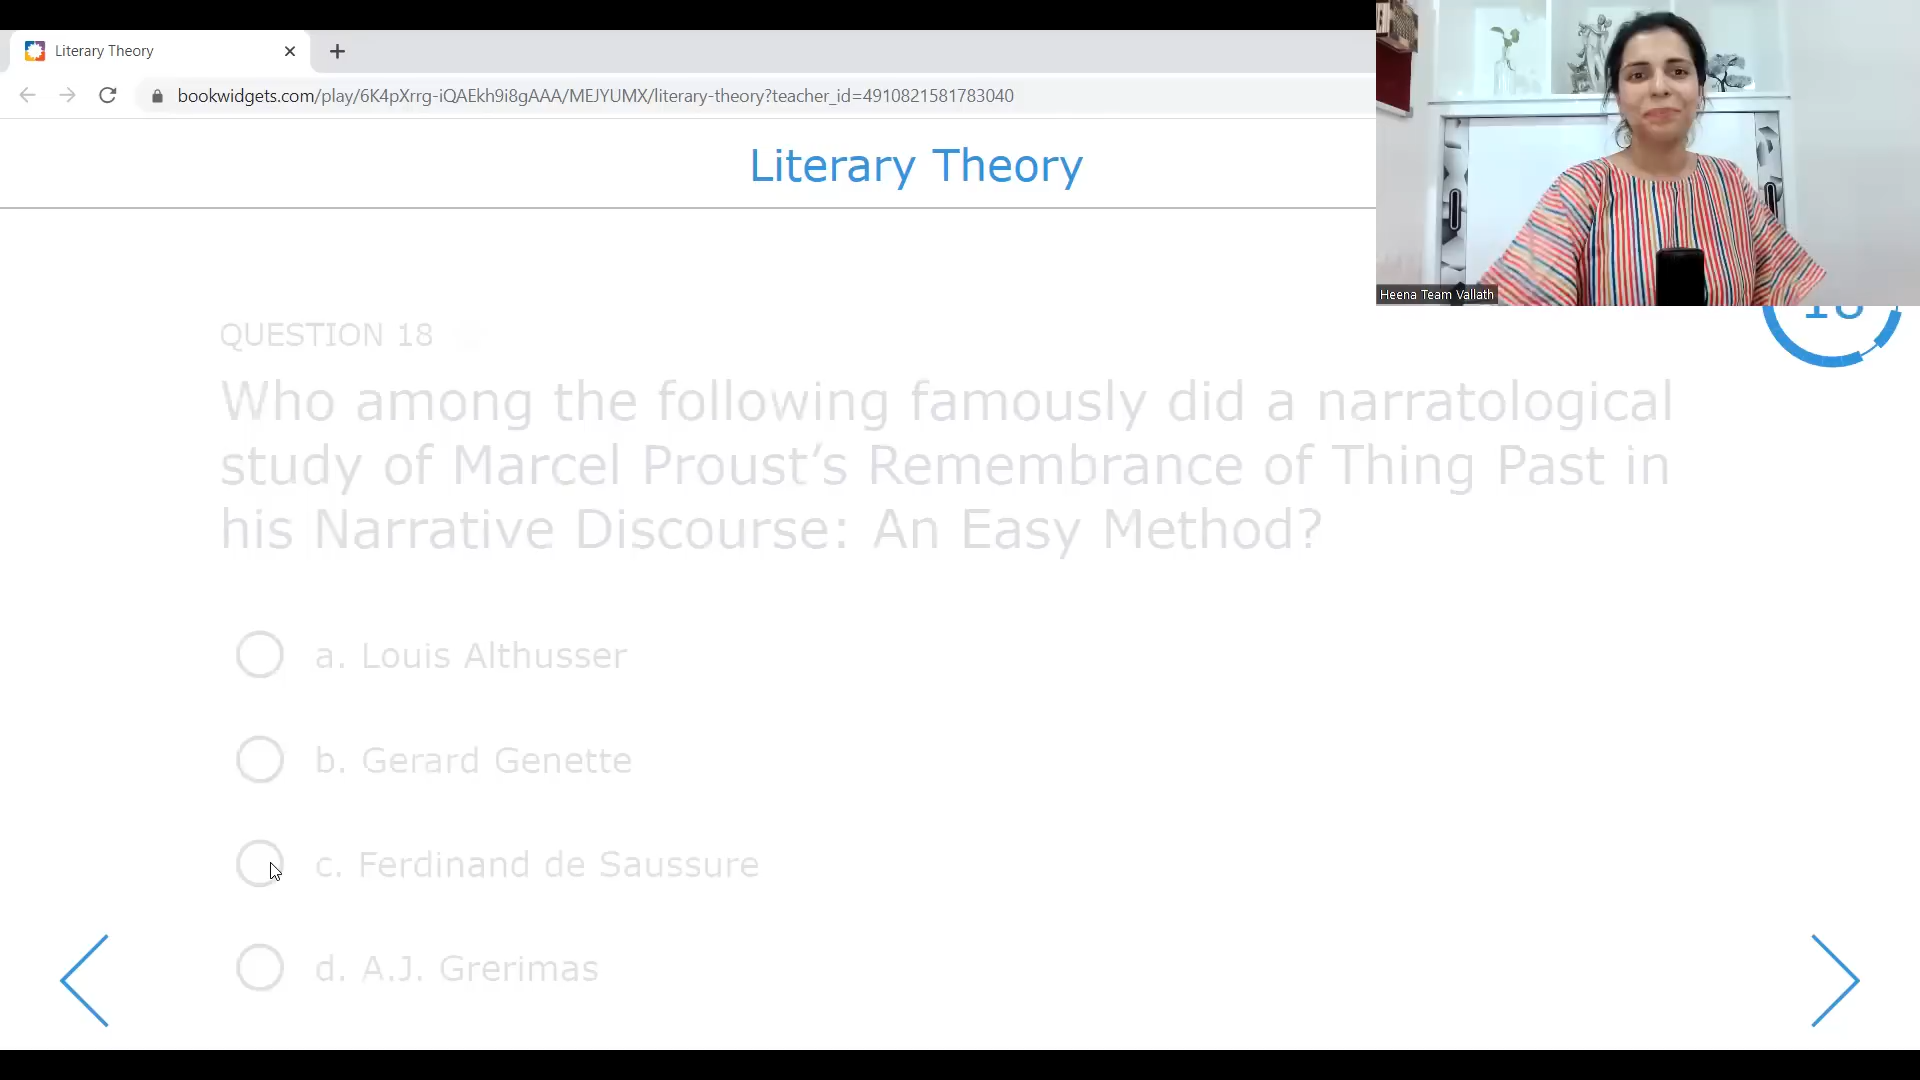 Literary Theory
bookwidgets.com/play/6K4pXrrg-iQAEkh9i8gAAA/MEJYUMX/literary-theory?teacher_id=4910821581783040
Literary Theory
Heena Team Vallath
18
QUESTION 18
Who among the following famously did a narratological
study of Marcel Proust’s Remembrance of Thing Past in
his Narrative Discourse: An Easy Method?
a. Louis Althusser
b. Gerard Genette
c. Ferdinand de Saussure
d. A.J. Grerimas